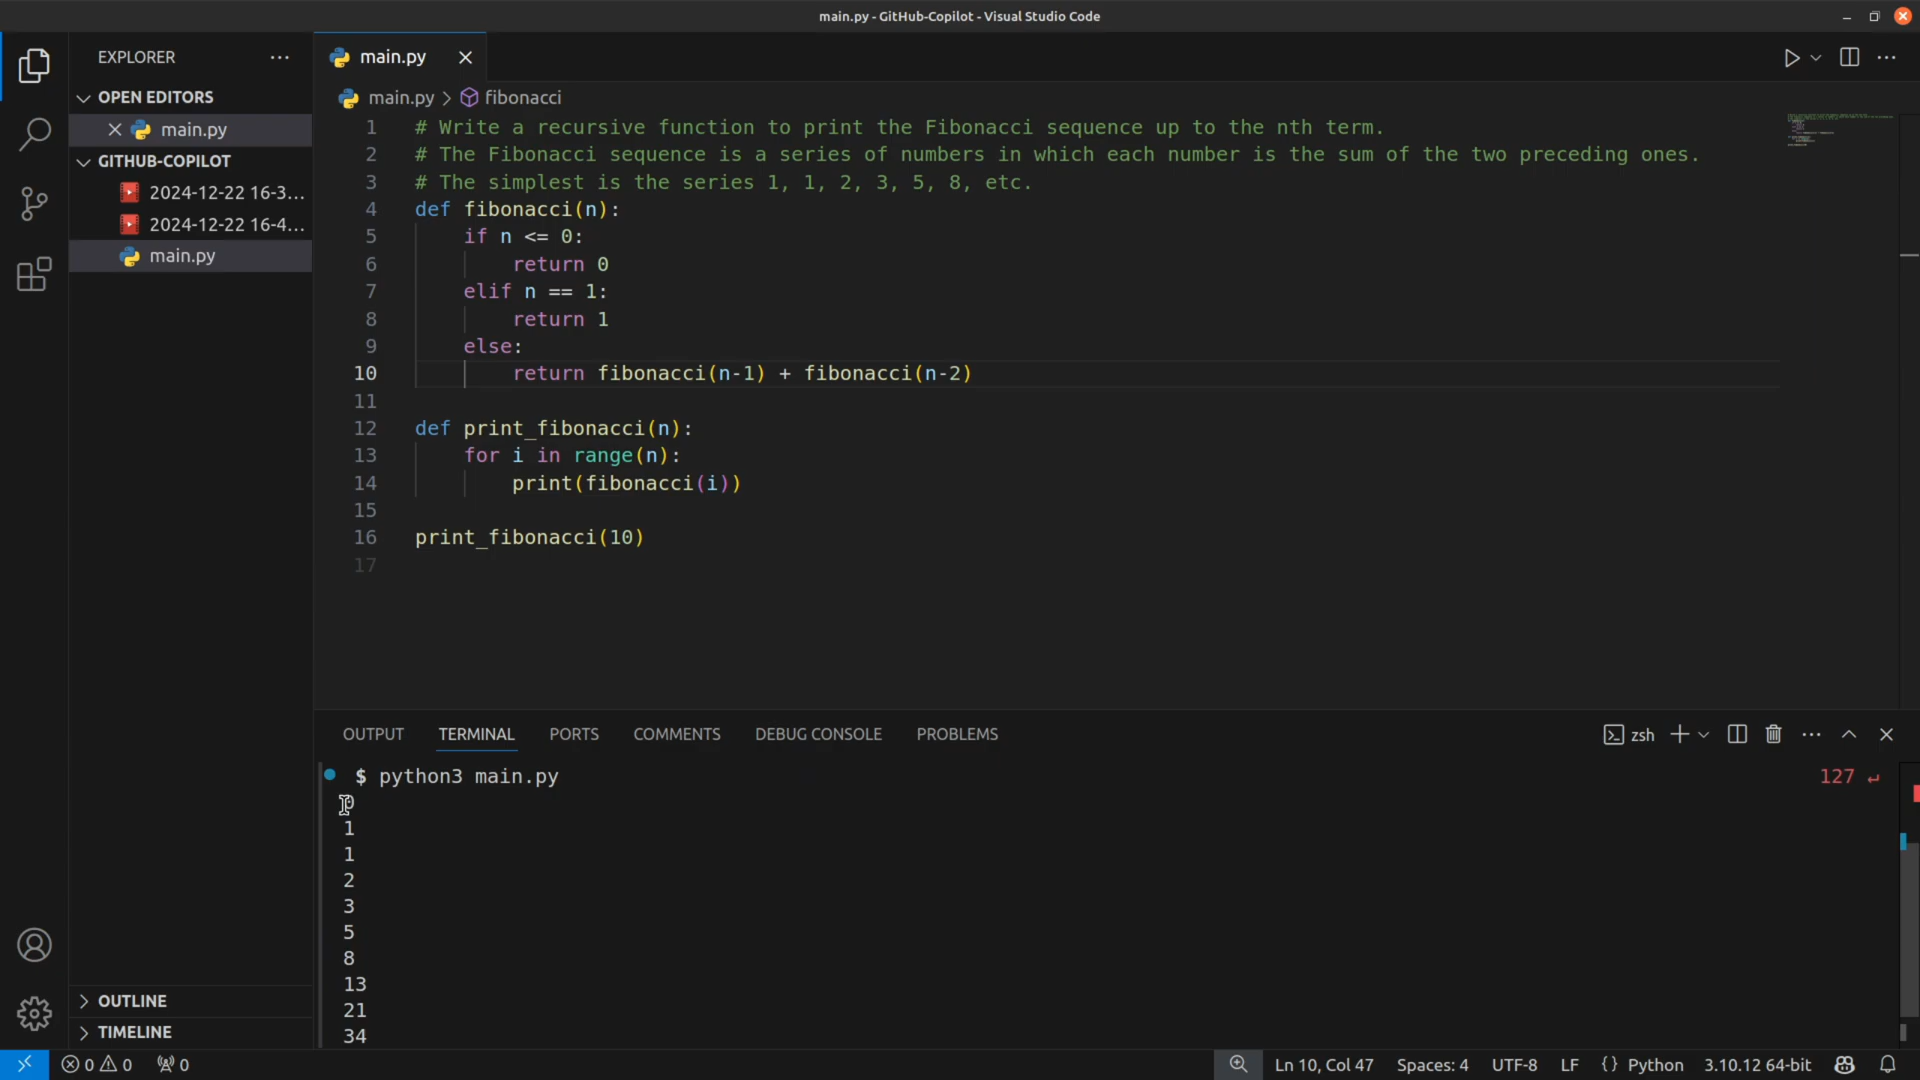 main.py - GitHub-Copilot - Visual Studio Code
EXPLORER
OPEN EDITORS
main.py
GITHUB-COPILOT
2024-12-22 16-3...
2024-12-22 16-4...
main.py
OUTLINE
TIMELINE
main.py
main.py > fibonacci
1 # Write a recursive function to print the Fibonacci sequence up to the nth term.
2 # The Fibonacci sequence is a series of numbers in which each number is the sum of the two preceding ones.
3 # The simplest is the series 1, 1, 2, 3, 5, 8, etc.
4 def fibonacci(n):
5     if n <= 0:
6         return 0
7     elif n == 1:
8         return 1
9     else:
10         return fibonacci(n-1) + fibonacci(n-2)
11
12 def print_fibonacci(n):
13     for i in range(n):
14         print(fibonacci(i))
15
16 print_fibonacci(10)
17
OUTPUT TERMINAL PORTS COMMENTS DEBUG CONSOLE PROBLEMS zsh
$ python3 main.py 127 ↵
0
1
1
2
3
5
8
13
21
34
0 0 0 Ln 10, Col 47 Spaces: 4 UTF-8 LF {} Python 3.10.12 64-bit